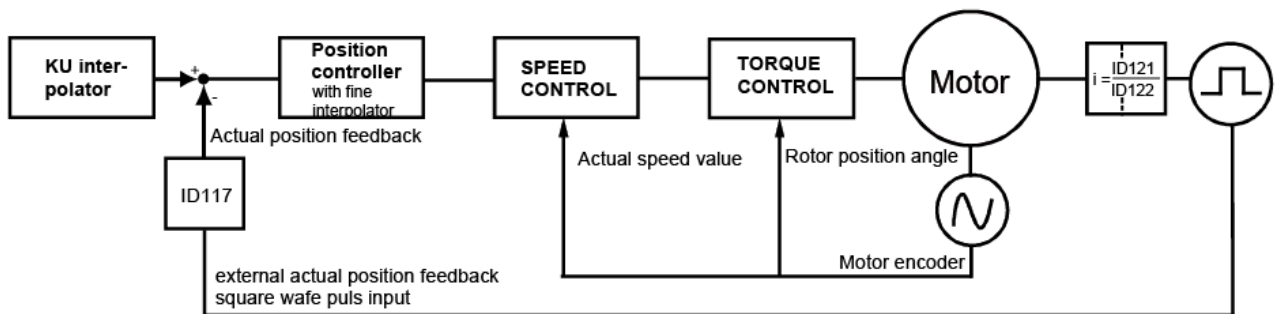 KU inter-
polator
+
-
Position
controller
with fine
interpolator
SPEED
CONTROL
TORQUE
CONTROL
Motor
i = ID121
ID122
Actual position feedback
Actual speed value
Rotor position angle
ID117
Motor encoder
external actual position feedback
square wafe puls input